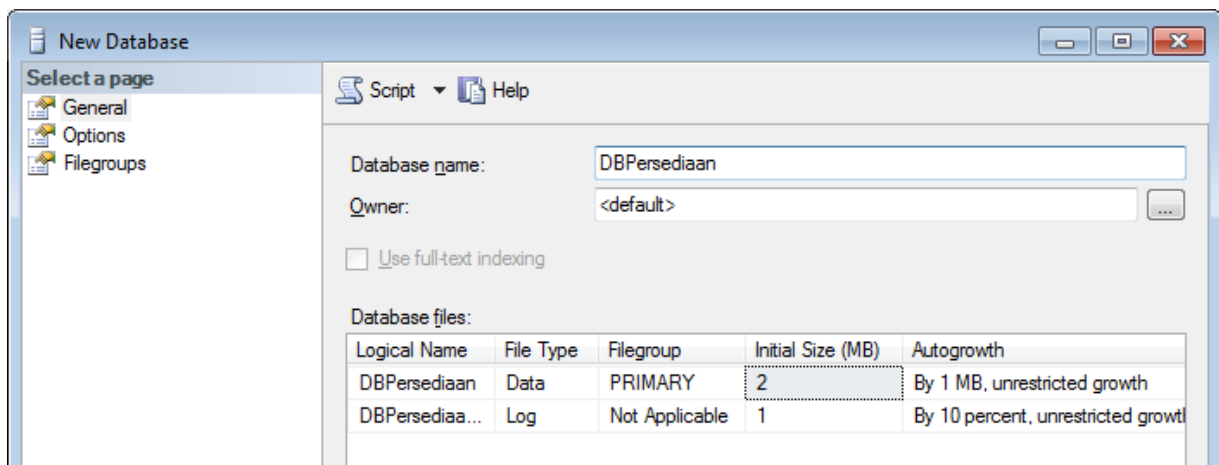 New Database
Select a page
General
Options
Filegroups
Script Help
Database name: DBPersediaan
Owner: <default> ...
Use full-text indexing
Database files:
Logical Name File Type Filegroup Initial Size (MB) Autogrowth
DBPersediaan Data PRIMARY 2 By 1 MB, unrestricted growth
DBPersediaa... Log Not Applicable 1 By 10 percent, unrestricted growtl